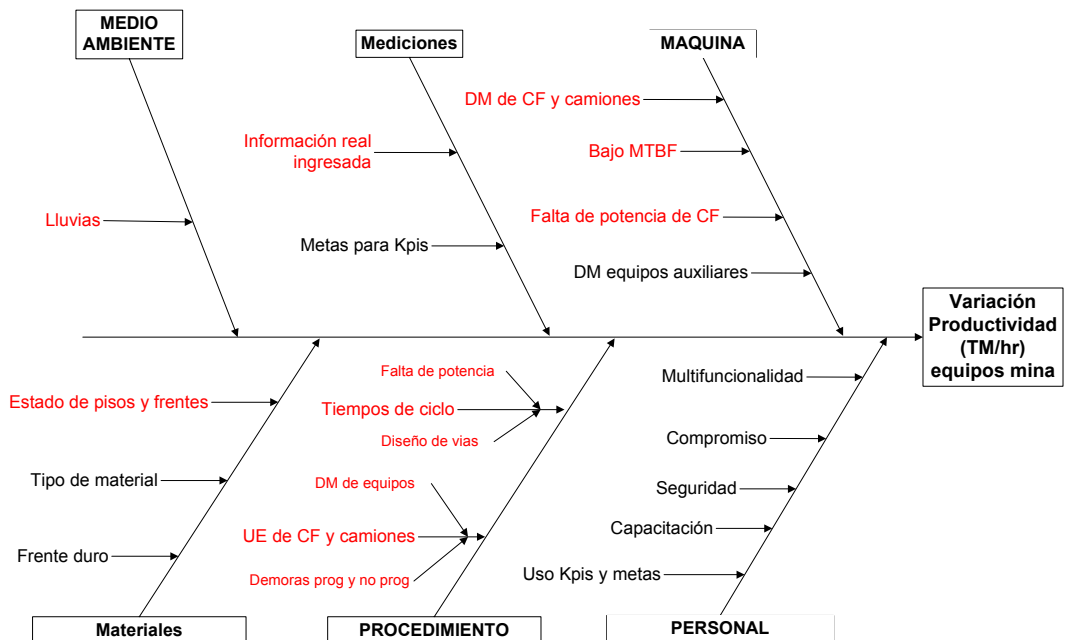 MEDIO
AMBIENTE
Mediciones
MAQUINA
DM de CF y camiones
Información real
ingresada
Bajo MTBF
Lluvias
Falta de potencia de CF
Metas para Kpis
DM equipos auxiliares
Variación
Productividad
(TM/hr)
equipos mina
Falta de potencia
Multifuncionalidad
Estado de pisos y frentes
Tiempos de ciclo
Diseño de vias
Compromiso
Tipo de material
DM de equipos
Seguridad
Capacitación
UE de CF y camiones
Frente duro
Demoras prog y no prog
Uso Kpis y metas
Materiales
PROCEDIMIENTO
PERSONAL